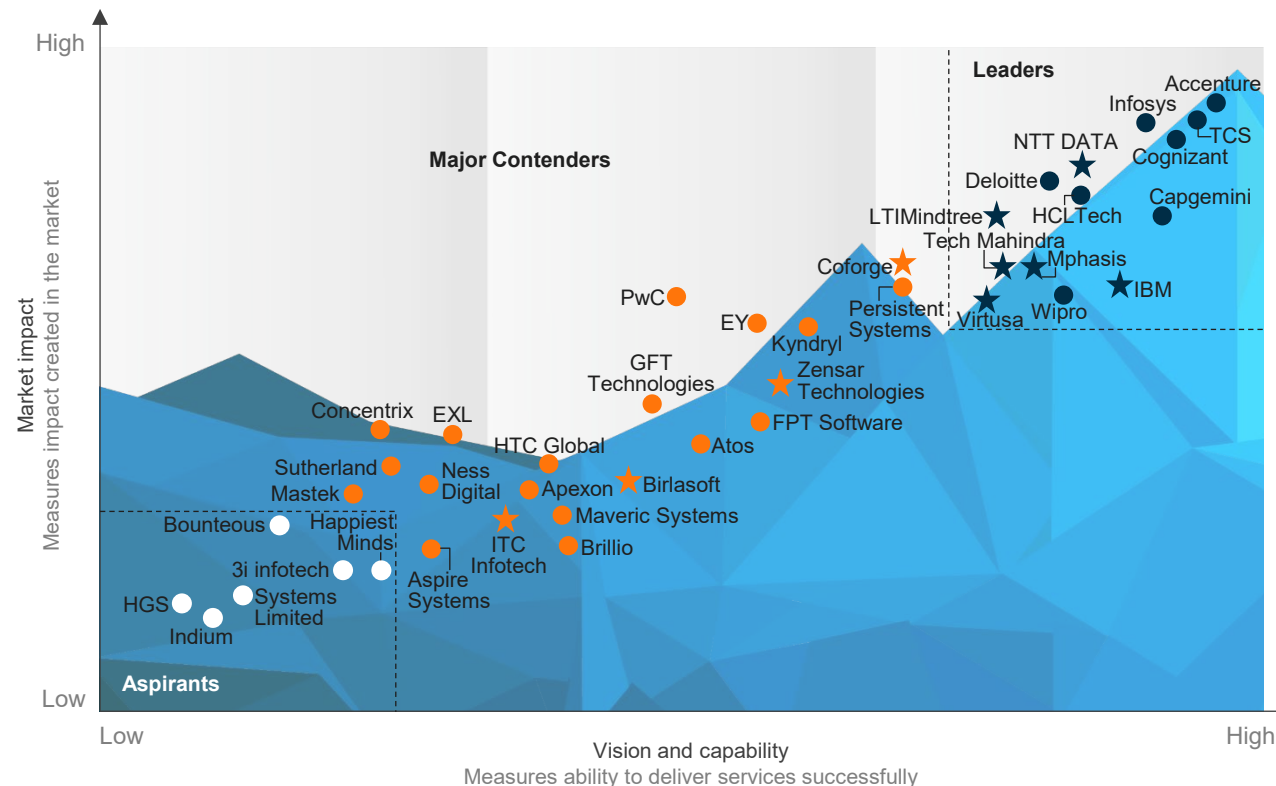 High
Leaders
Accenture
Infosys
TCS
NTT DATA
Cognizant
Major Contenders
Deloitte
Capgemini
LTIMindtree
HCLTech
Tech Mahindra
Coforge
Mphasis
IBM
PwC
Persistent
Systems
Virtusa
Wipro
EY
Kyndryl
GFT
Technologies
Zensar
Technologies
Concentrix
EXL
FPT Software
HTC Global
Atos
Sutherland
Ness
Digital
Mastek
Apexon
Birlasoft
Bounteous
Happiest
Minds
Maveric Systems
ITC
Infotech
Brillio
3i infotech
Aspire
Systems
HGS
Systems
Limited
Indium
Aspirants
Low
Market impact
Measures impact created in the market
Low
High
Vision and capability
Measures ability to deliver services successfully